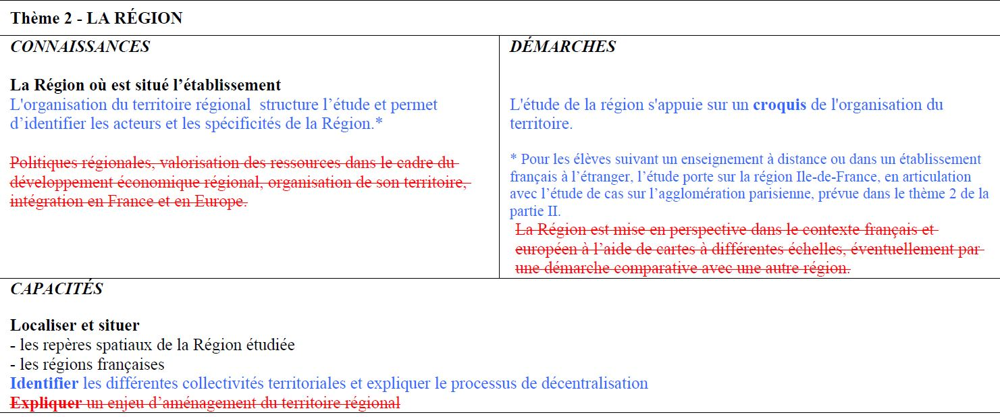 Thème 2 - LA RÉGION
CONNAISSANCES
La Région où est situé l’établissement
L'organisation du territoire régional structure l’étude et permet
d’identifier les acteurs et les spécificités de la Région.*
Politiques régionales, valorisation des ressources dans le cadre du
développement économique régional, organisation de son territoire,
intégration en France et en Europe.
DÉMARCHES
L'étude de la région s'appuie sur un croquis de l'organisation du
territoire.
* Pour les élèves suivant un enseignement à distance ou dans un établissement
français à l’étranger, l’étude porte sur la région Ile-de-France, en articulation
avec l’étude de cas sur l’agglomération parisienne, prévue dans le thème 2 de la
partie II.
La Région est mise en perspective dans le contexte français et
européen à l’aide de cartes à différentes échelles, éventuellement par
une démarche comparative avec une autre région.
CAPACITÉS
Localiser et situer
- les repères spatiaux de la Région étudiée
- les régions françaises
Identifier les différentes collectivités territoriales et expliquer le processus de décentralisation
Expliquer un enjeu d’aménagement du territoire régional